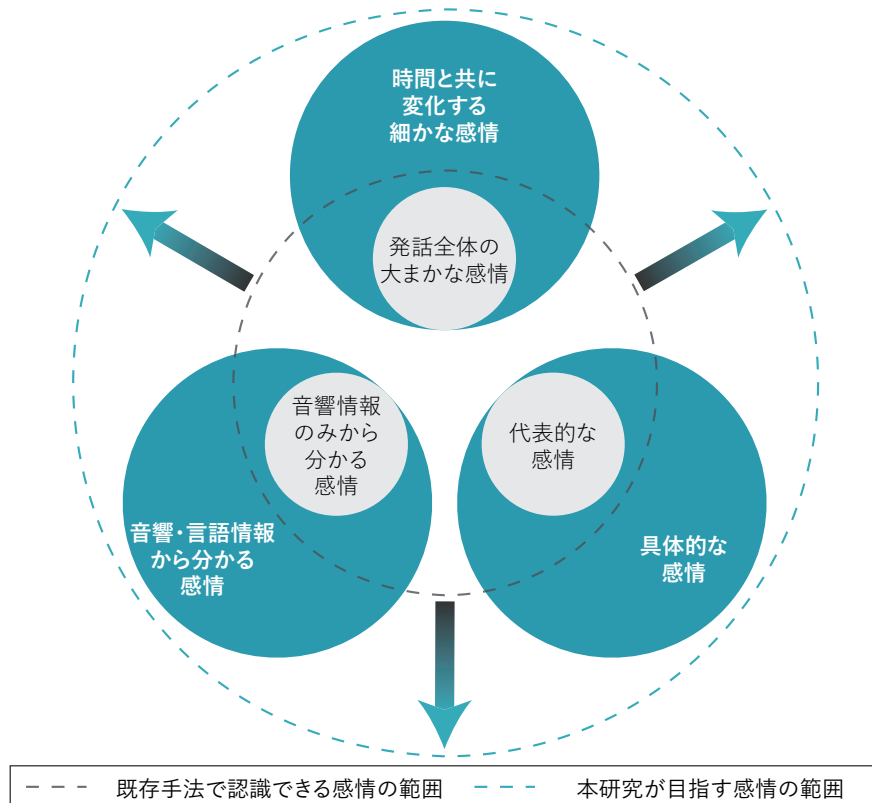 時間と共に
変化する
細かな感情
発話全体の
大まかな感情
音響情報
のみから
分かる
感情
代表的な
感情
音響・言語情報
から分かる
感情
具体的な
感情
既存手法で認識できる感情の範囲
本研究が目指す感情の範囲